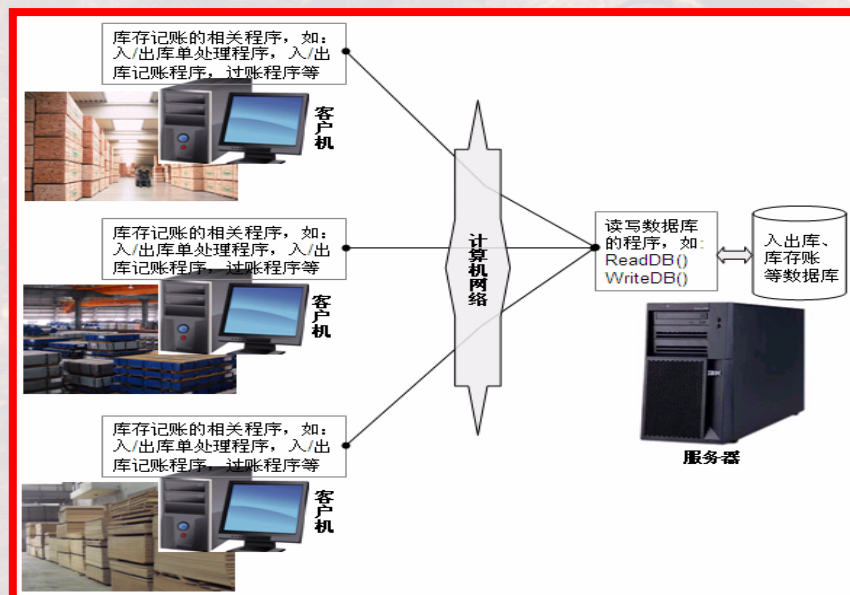 库存记账的相关程序，如：
入/出库单处理程序，入/出
库记账程序，过账程序等
客户机
库存记账的相关程序，如：
入/出库单处理程序，入/出
库记账程序，过账程序等
客户机
库存记账的相关程序，如：
入/出库单处理程序，入/出
库记账程序，过账程序等
客户机
计算机网络
读写数据库
的程序，如：
ReadDB()
WriteDB()
入出库、
库存账
等数据库
IBM
服务器